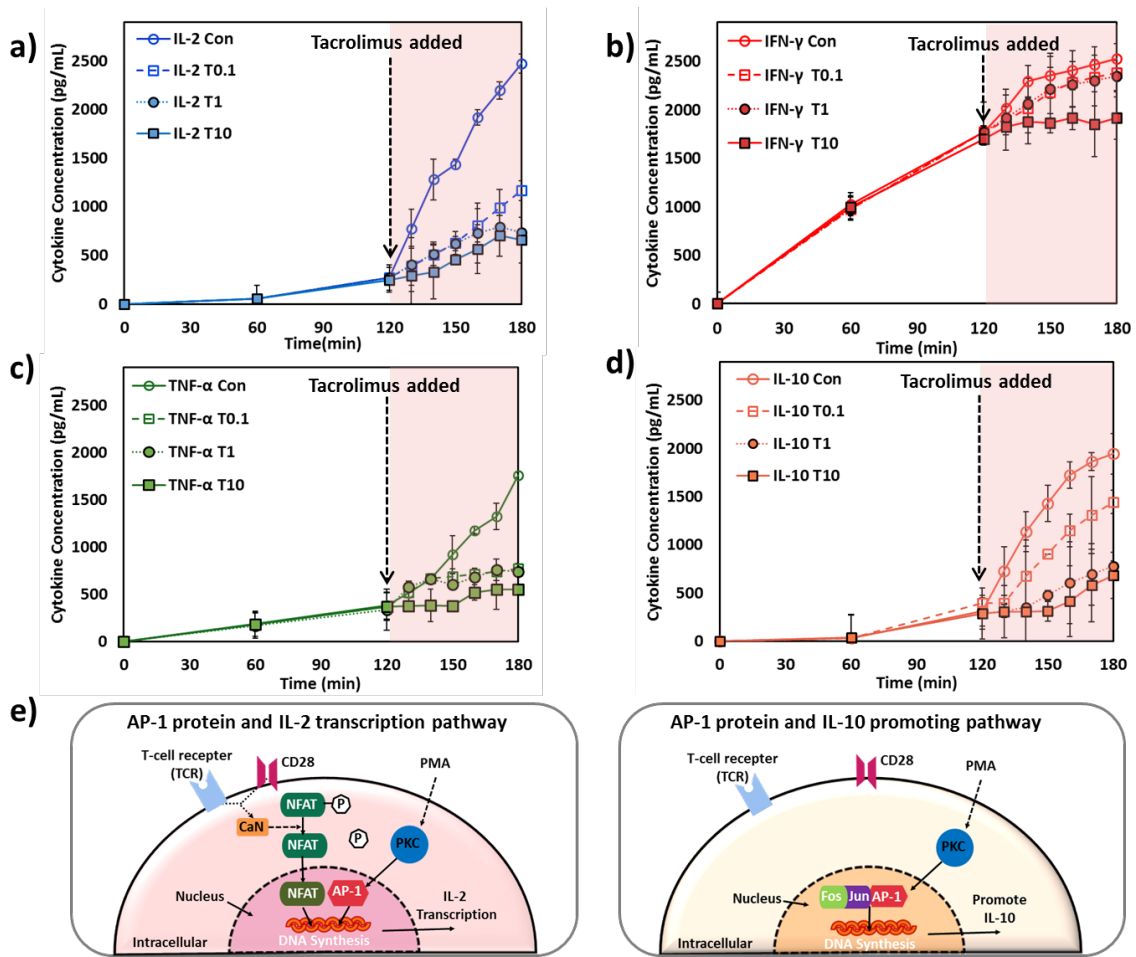 a)
Cytokine Concentration (pg/mL)
2500
2000
1500
1000
500
0
IL-2 Con
IL-2 T0.1
IL-2 T1
IL-2 T10
Tacrolimus added
0 30 60 90 120 150 180
Time(min)
b)
Cytokine Concentration (pg/mL)
2500
2000
1500
1000
500
0
IFN-γ Con
IFN-γ T0.1
IFN-γ T1
IFN-γ T10
Tacrolimus added
0 30 60 90 120 150 180
Time (min)
c)
Cytokine Concentration (pg/mL)
2500
2000
1500
1000
500
0
TNF-α Con
TNF-α T0.1
TNF-α T1
TNF-α T10
Tacrolimus added
0 30 60 90 120 150 180
Time (min)
d)
Cytokine Concentration (pg/mL)
2500
2000
1500
1000
500
0
IL-10 Con
IL-10 T0.1
IL-10 T1
IL-10 T10
Tacrolimus added
0 30 60 90 120 150 180
Time (min)
e)
AP-1 protein and IL-2 transcription pathway
T-cell recepter
(TCR)
CD28
PMA
NFAT
P
CaN
NFAT
P
PKC
Nucleus
NFAT
AP-1
IL-2
Transcription
DNA Synthesis
Intracellular
AP-1 protein and IL-10 promoting pathway
T-cell recepter
(TCR)
CD28
PMA
PKC
Nucleus
Fos
Jun
AP-1
Promote
IL-10
DNA Synthesis
Intracellular